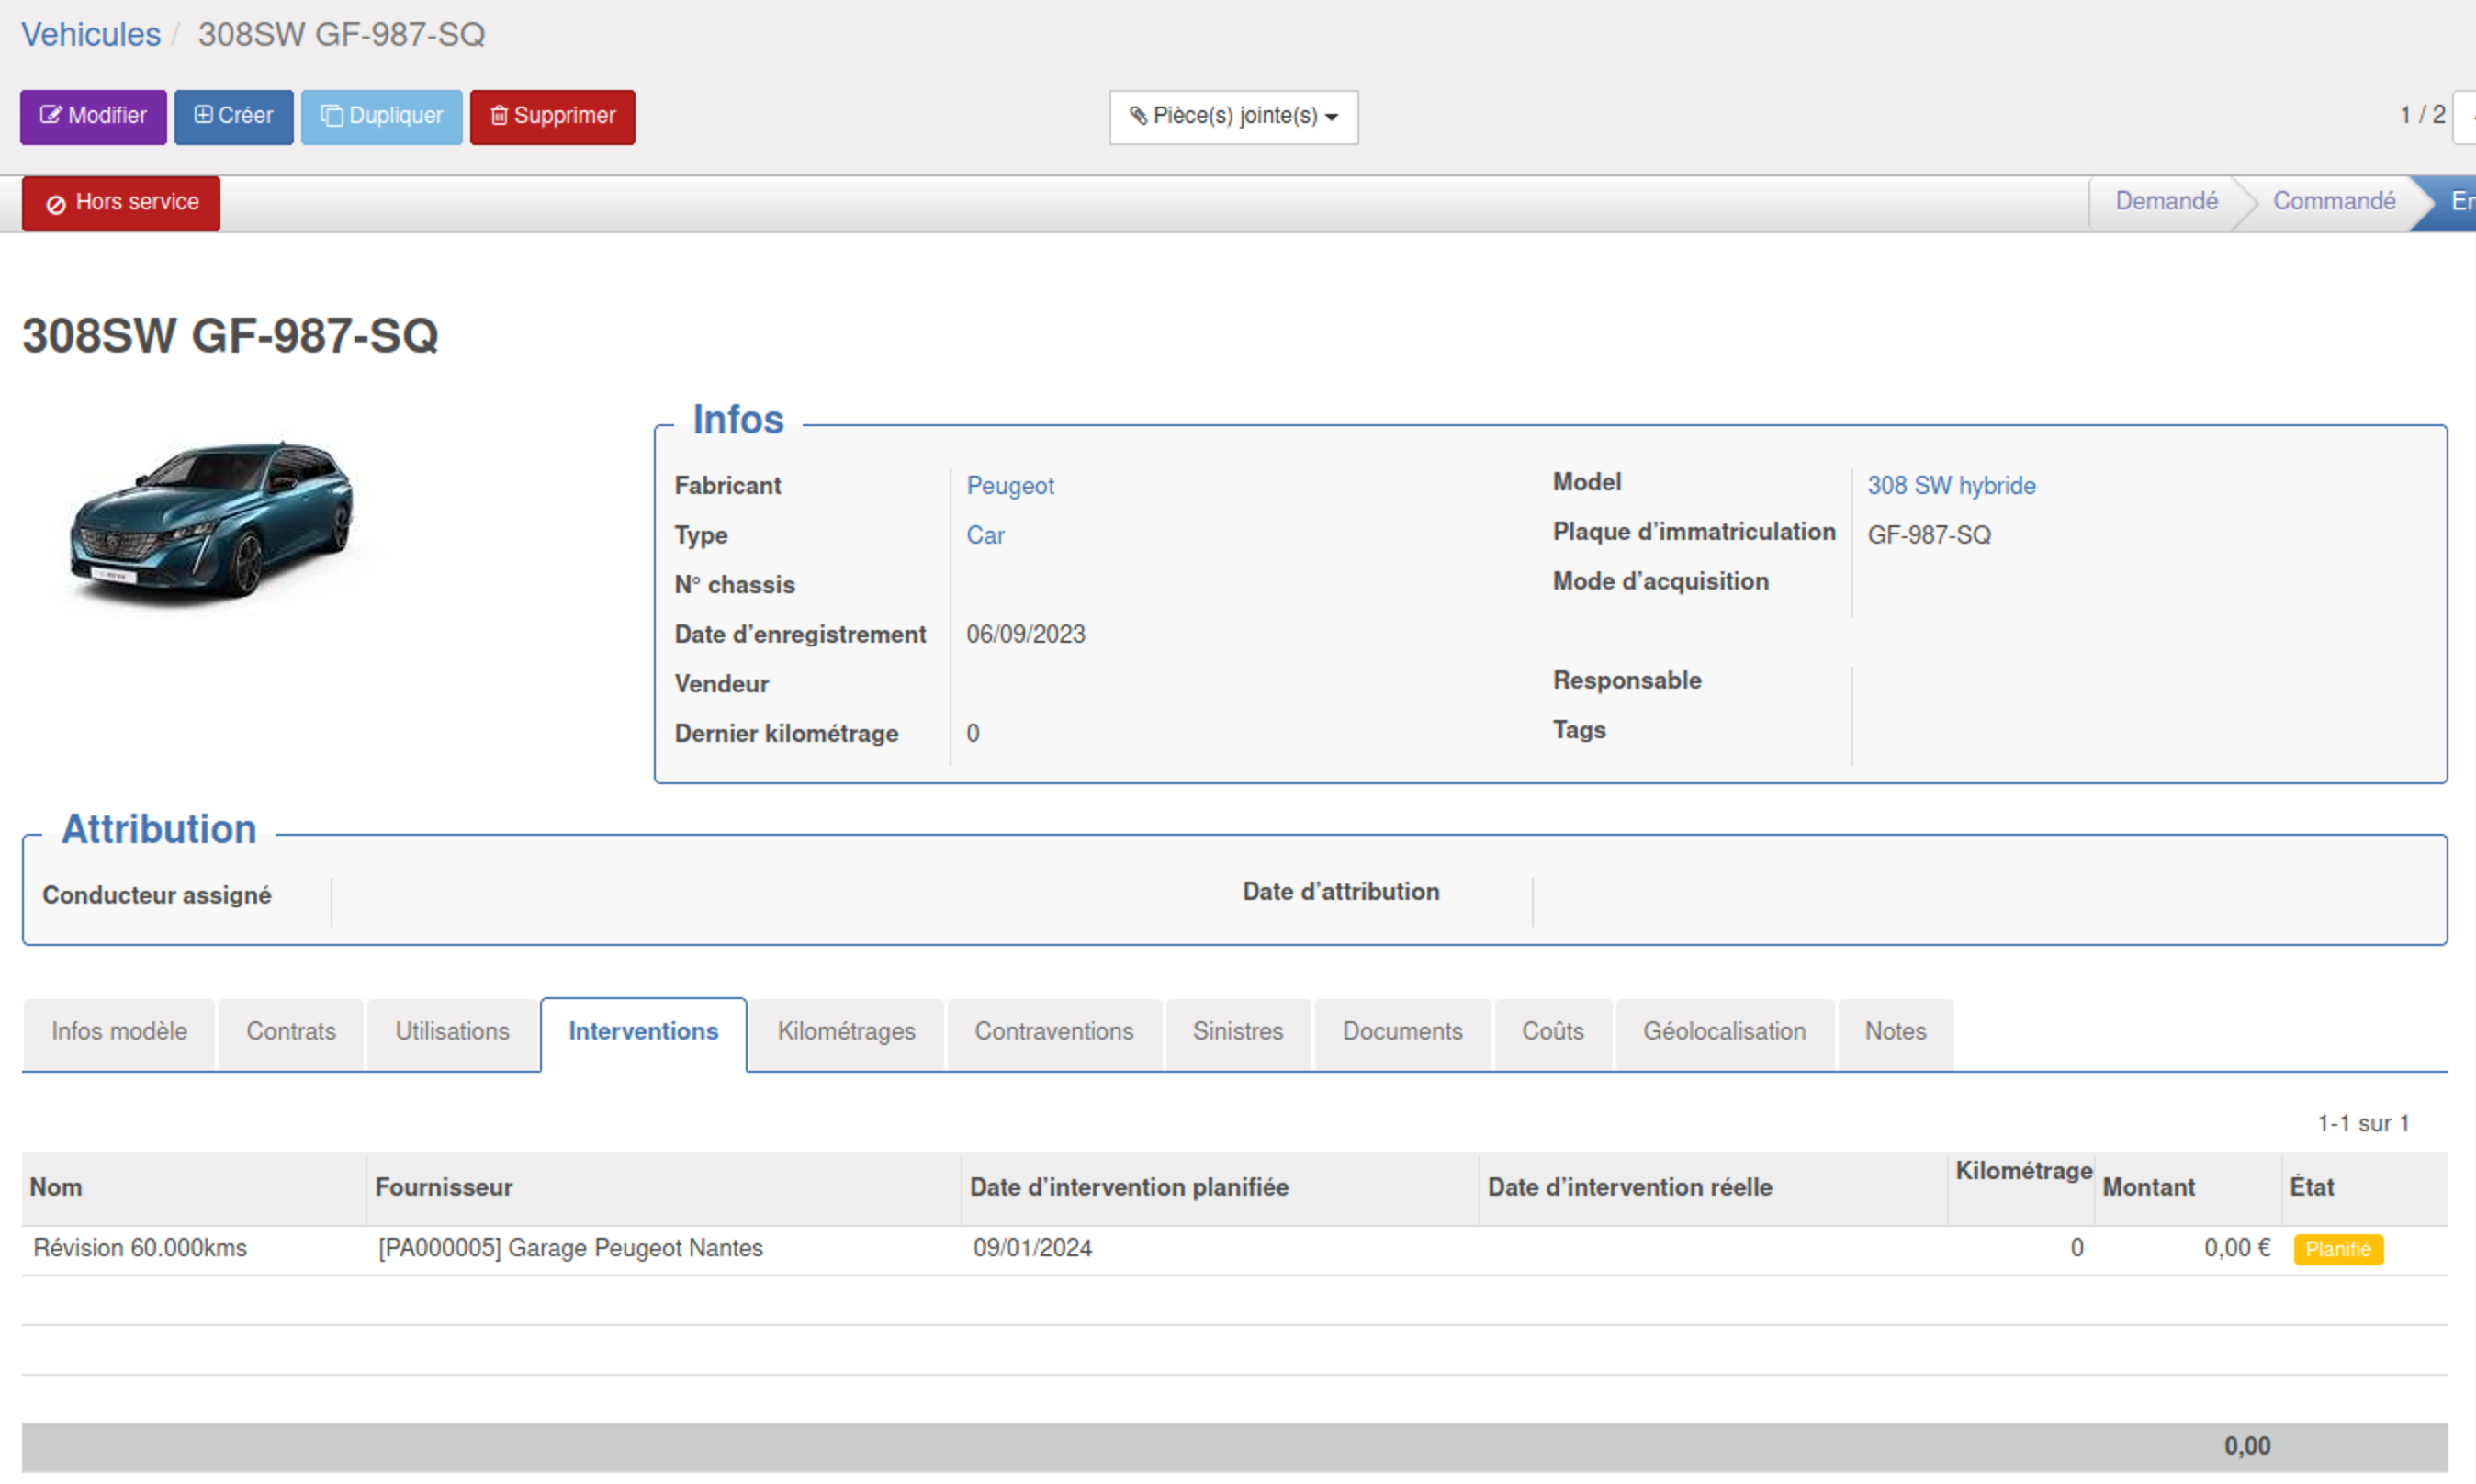 Vehicules / 308SW GF-987-SQ
Modifier Créer Dupliquer Supprimer Pièce(s) jointe(s) 1 / 2
Hors service Demandé Commandé
308SW GF-987-SQ
Infos
Fabricant Peugeot Model 308 SW hybride
Type Car Plaque d’immatriculation GF-987-SQ
N° chassis Mode d’acquisition
Date d’enregistrement 06/09/2023
Vendeur Responsable
Dernier kilométrage 0 Tags
Attribution
Conducteur assigné Date d’attribution
Infos modèle Contrats Utilisations Interventions Kilométrages Contraventions Sinistres Documents Coûts Géolocalisation Notes
1-1 sur 1
Nom Fournisseur Date d’intervention planifiée Date d’intervention réelle Kilométrage Montant État
Révision 60.000kms [PA000005] Garage Peugeot Nantes 09/01/2024 0 0,00 € Planifié
0,00